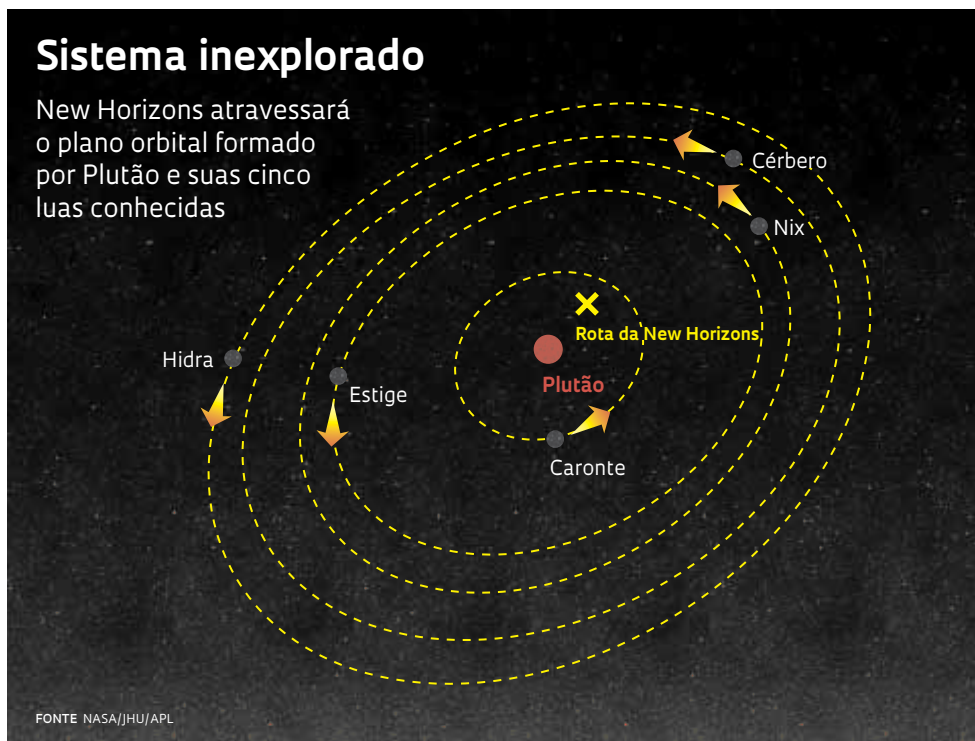 Sistema inexplorado
New Horizons atravessará
o plano orbital formado
por Plutão e suas cinco
luas conhecidas
Cérbero
Nix
Rota da New Horizons
Hidra
Plutão
Estige
Caronte
FONTE NASA/JHU/APL